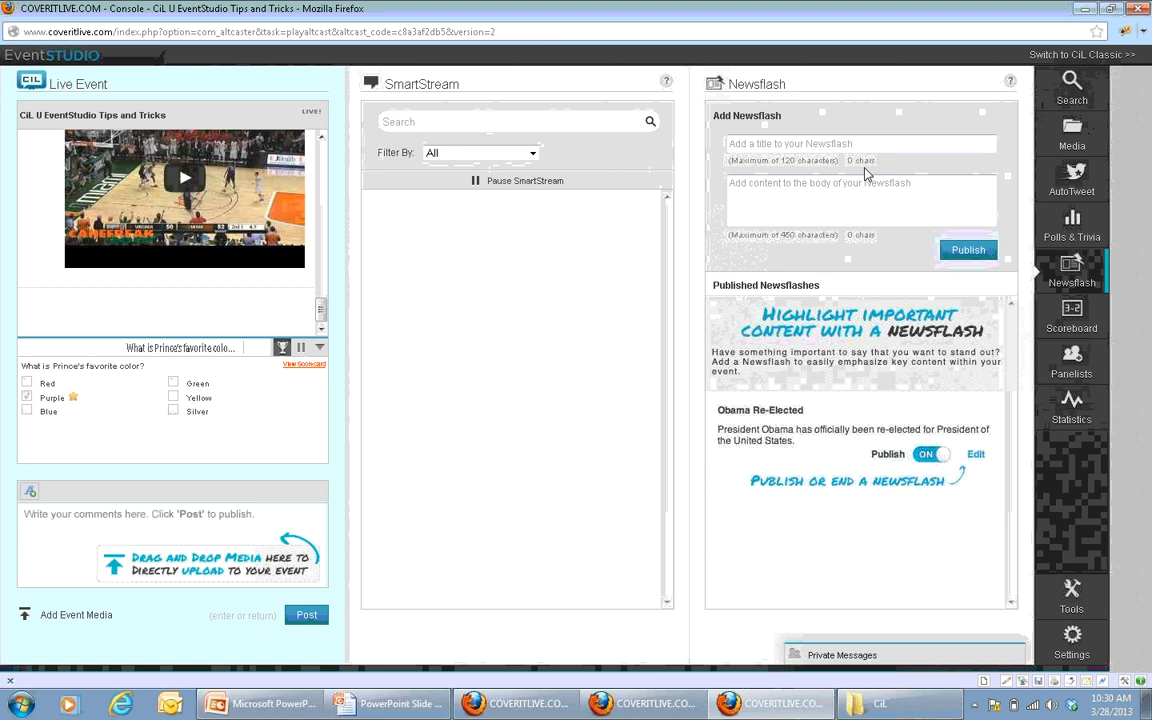 COVERITLIVE.COM - Console - CiL U EventStudio Tips and Tricks - Mozilla Firefox
www.coveritlive.com/index.php?option=com_altcaster&task=playaltcast&altcast_code=c8a3af2db5&version=2
EventSTUDIO
Switch to CiL Classic >>
CiL Live Event
CiL U EventStudio Tips and Tricks
LIVE!
What is Prince's favorite colo...
What is Prince's favorite color?
View Scorecard
Red
Green
Purple
Yellow
Blue
Silver
Write your comments here. Click 'Post' to publish.
Drag and Drop Media here to
directly upload to your event
Add Event Media
(enter or return)
Post
SmartStream
?
Search
Filter By:
All
Pause SmartStream
Newsflash
?
Add Newsflash
Add a title to your Newsflash
(Maximum of 120 characters) 0 chars
Add content to the body of your Newsflash
(Maximum of 450 characters) 0 chars
Publish
Published Newsflashes
Highlight important
content with a Newsflash
Have something important to say that you want to stand out?
Add a Newsflash to easily emphasize key content within your
event.
Obama Re-Elected
President Obama has officially been re-elected for President of
the United States.
Publish ON Edit
Publish or end a newsflash
Private Messages
Search
Media
AutoTweet
Polls & Trivia
Newsflash
3-2
Scoreboard
Panelists
Statistics
Tools
Settings
Microsoft PowerP...
PowerPoint Slide ...
COVERITLIVE.CO...
COVERITLIVE.CO...
COVERITLIVE.CO...
CiL
10:30 AM
3/28/2013